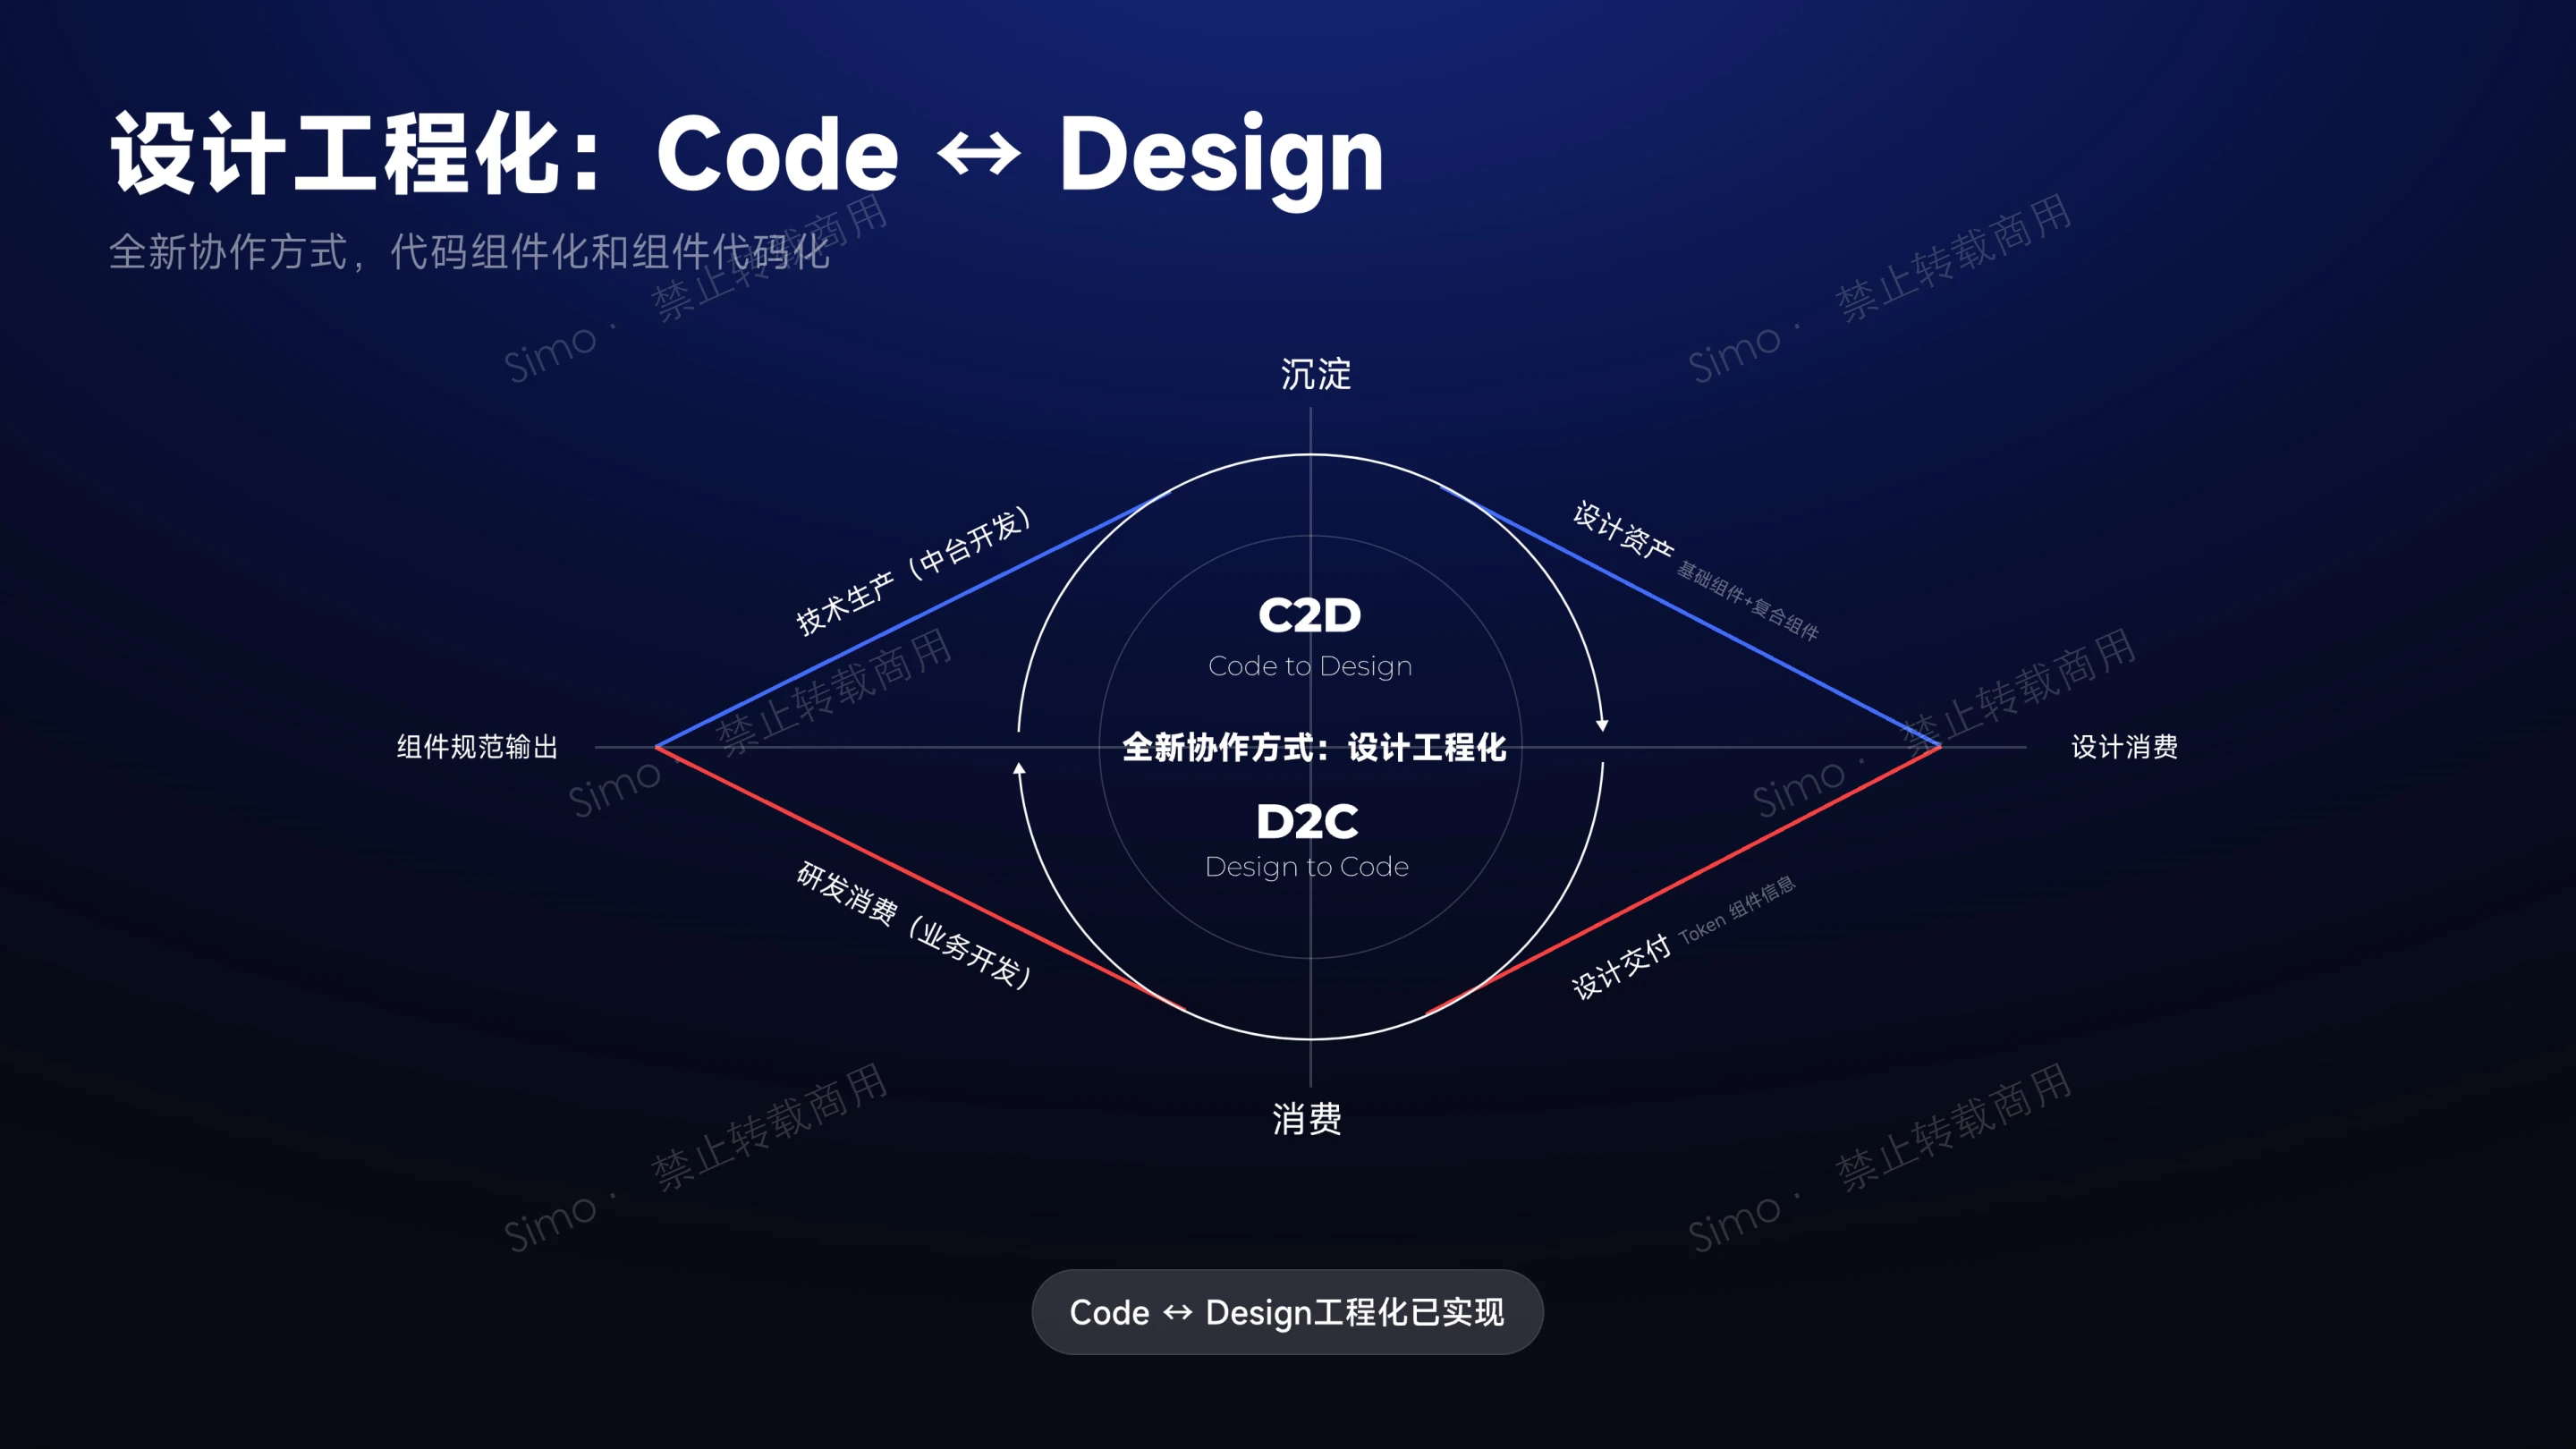 设计工程化：Code ↔ Design
全新协作方式，代码组件化和组件代码化
Simo · 禁止转载商用
Simo · 禁止转载商用
沉淀
技术生产（中台开发）
设计资产 基础组件+复合组件
C2D
Code to Design
组件规范输出
全新协作方式：设计工程化
设计消费
Simo · 禁止转载商用
Simo · 禁止转载商用
D2C
Design to Code
研发消费（业务开发）
设计交付 Token 组件信息
消费
Simo · 禁止转载商用
Simo · 禁止转载商用
Code ↔ Design工程化已实现